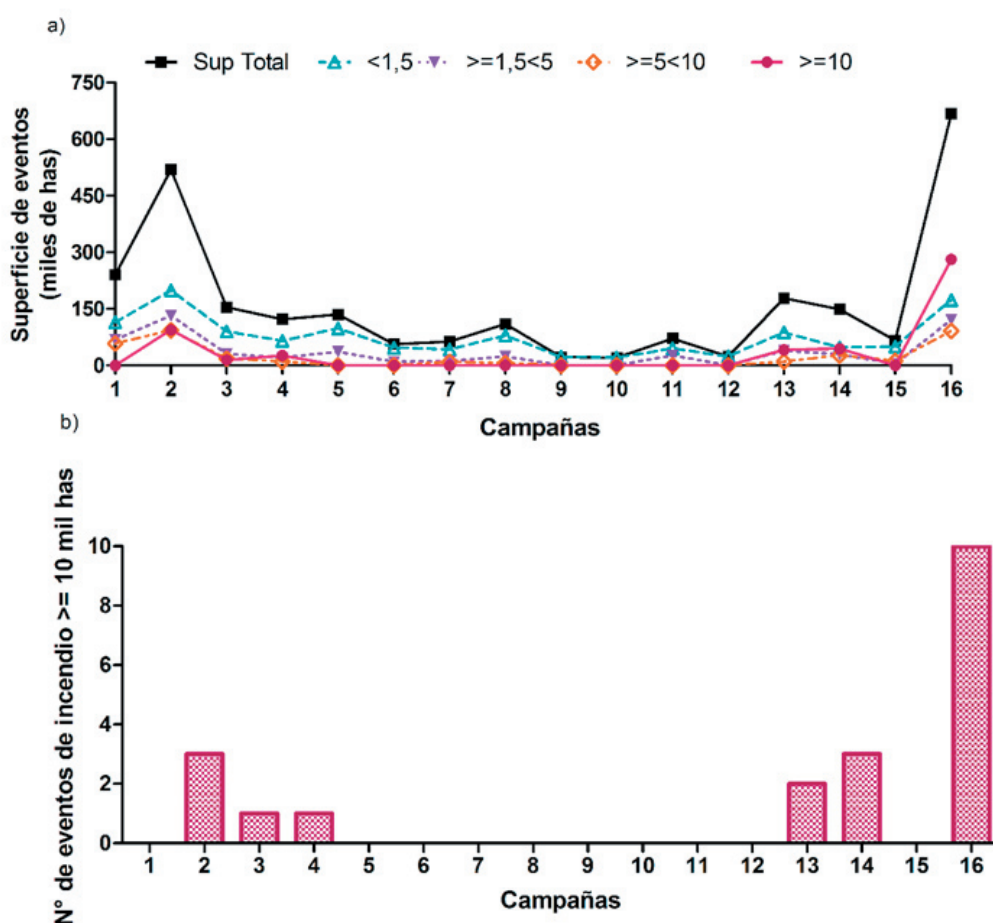 a)
Sup Total <1,5 >=1,5<5 >=5<10 >=10
Superficie de eventos
(miles de has)
750
600
450
300
150
0
1 2 3 4 5 6 7 8 9 10 11 12 13 14 15 16
Campañas
b)
N° de eventos de incendio >= 10 mil has
10
8
6
4
2
0
1 2 3 4 5 6 7 8 9 10 11 12 13 14 15 16
Campañas